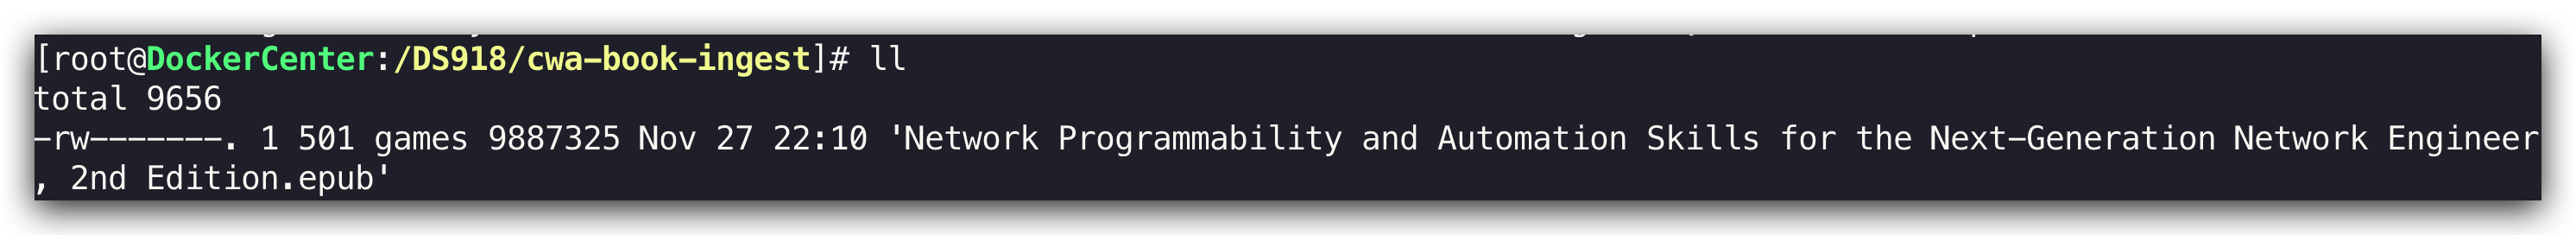 [root@DockerCenter:/DS918/cwa-book-ingest]# ll
total 9656
-rw-------. 1 501 games 9887325 Nov 27 22:10 'Network Programmability and Automation Skills for the Next-Generation Network Engineer
, 2nd Edition.epub'